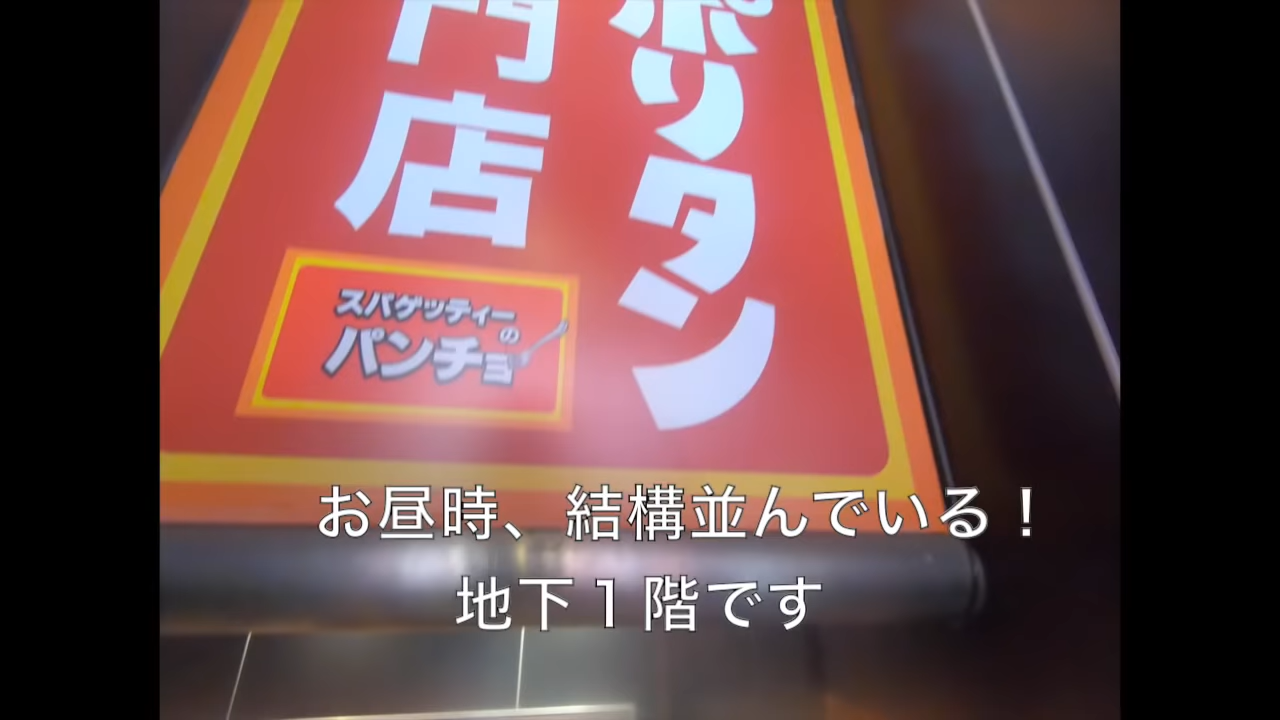 ポリタン
門店
スパゲッティーの
パンチョ
お昼時、結構並んでいる！
地下１階です